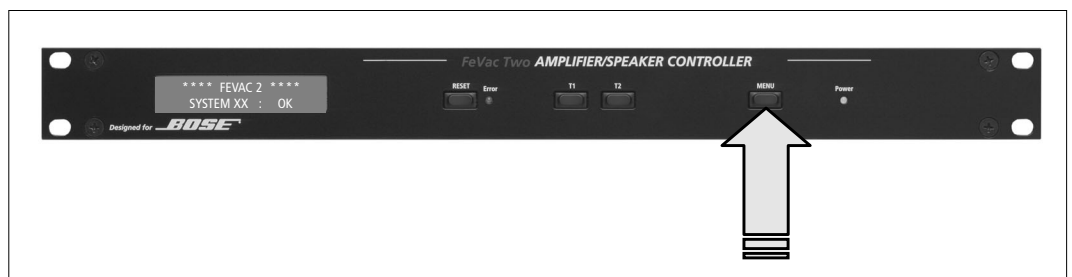 FeVac Two AMPLIFIER/SPEAKER CONTROLLER
* * * * FEVAC 2 * * * *
SYSTEM XX : OK
RESET Error T1 T2 MENU Power
Designed for BOSE